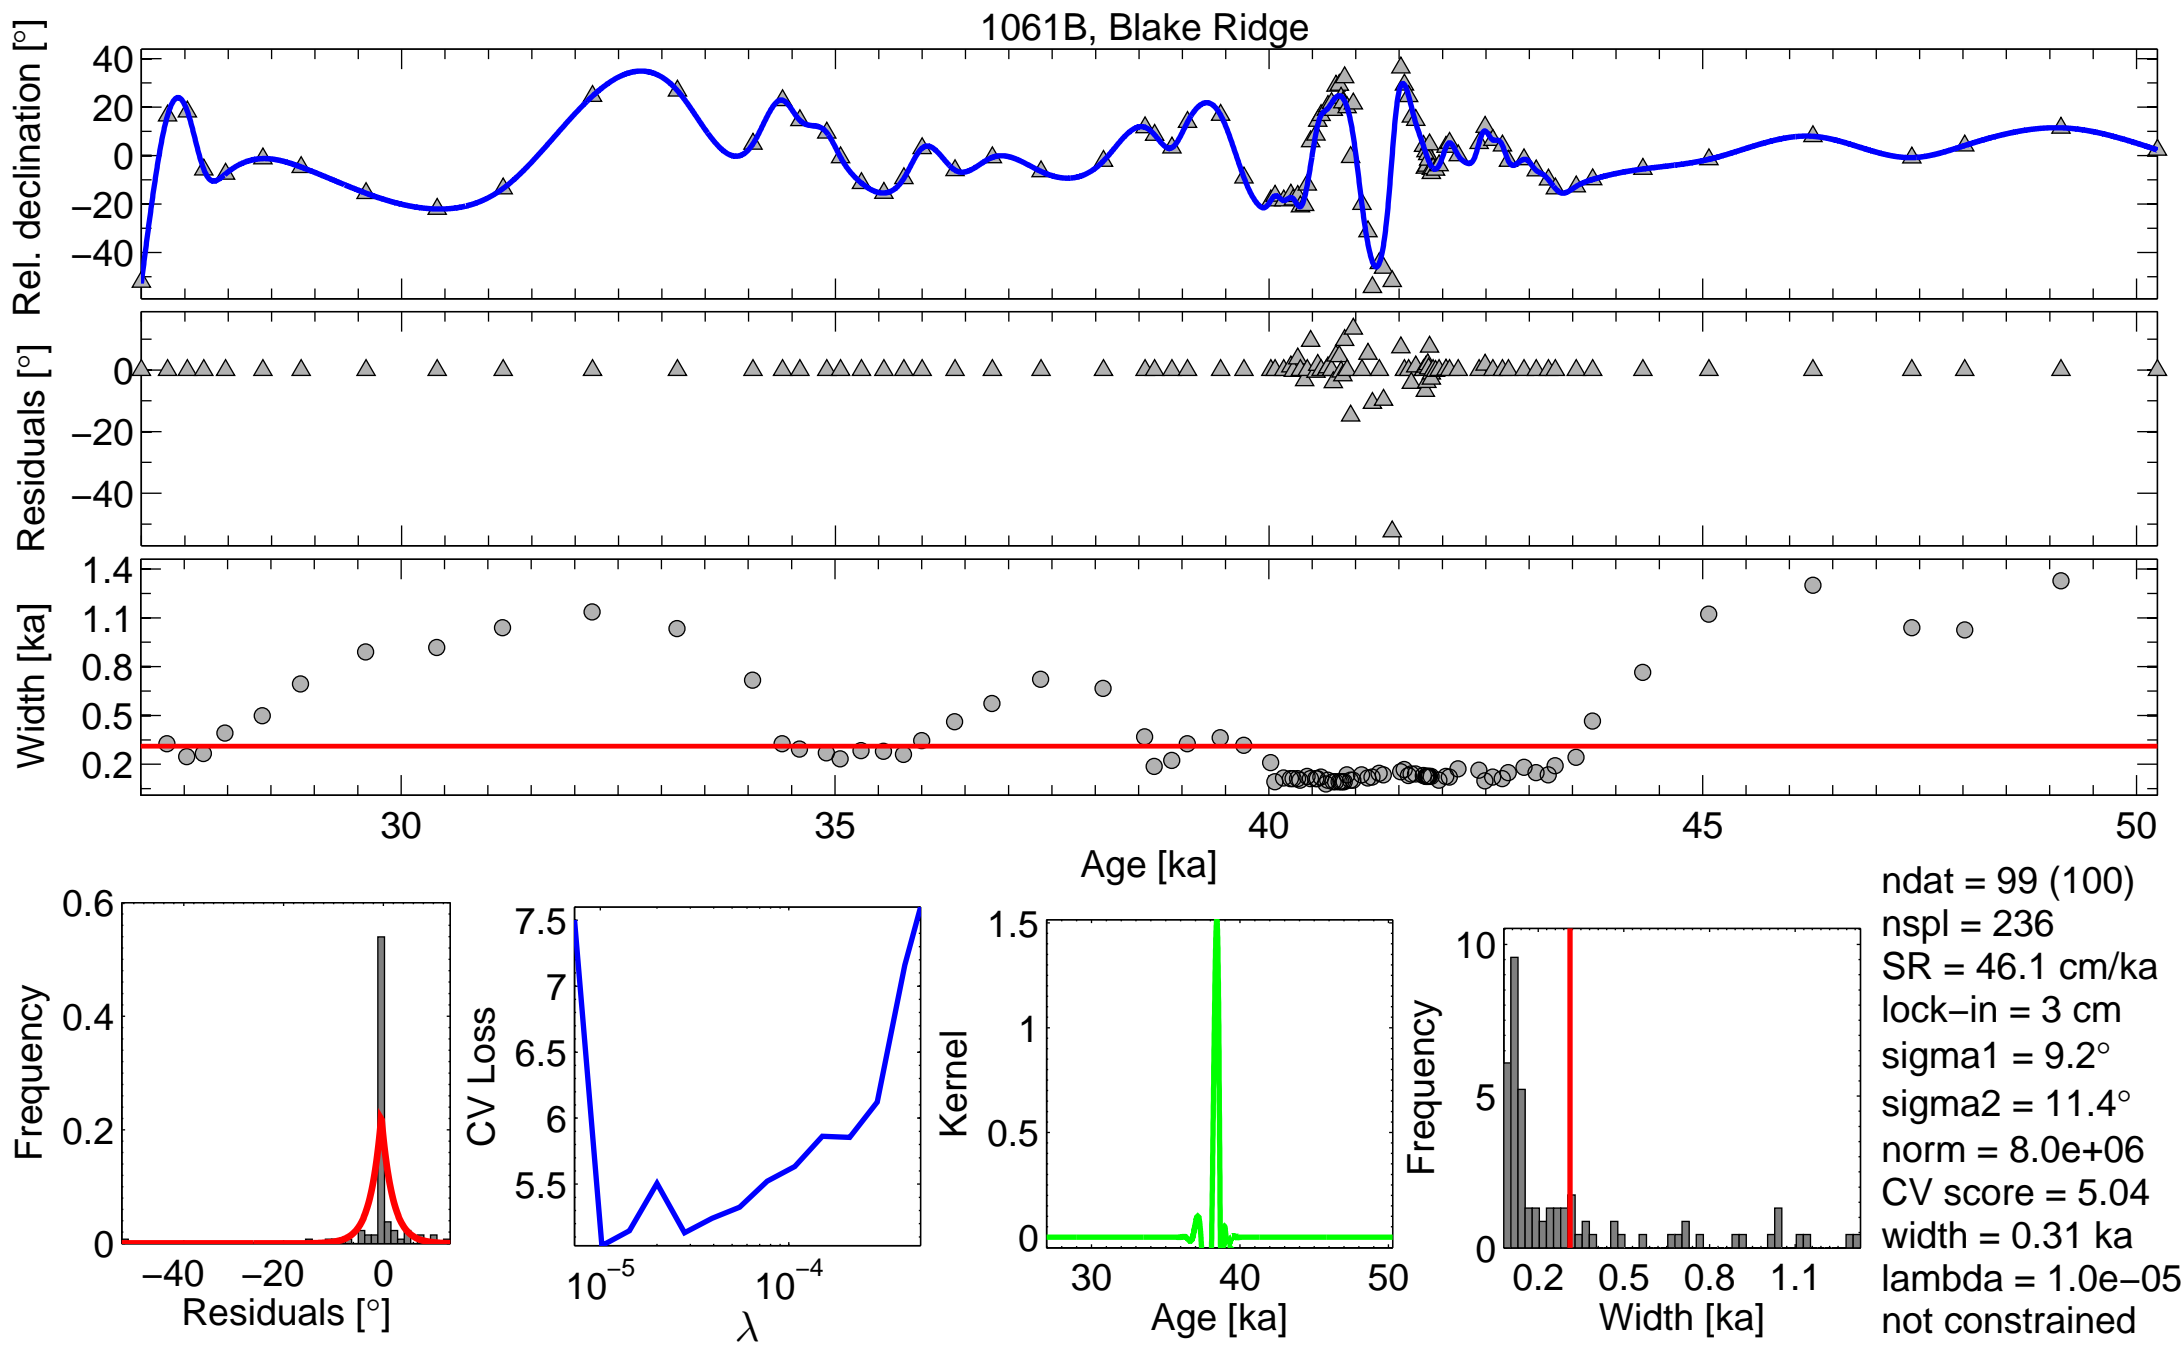 1061B, Blake Ridge
Rel. declination [°]
40
20
0
−20
−40
Residuals [°]
0
−20
−40
Width [ka]
1.4
1.1
0.8
0.5
0.2
30 35 40 45 50
Age [ka]
Frequency
0.6
0.4
0.2
0
−40 −20 0
Residuals [°]
CV Loss
7.5
7
6.5
6
5.5
10−5 10−4
λ
Kernel
1.5
1
0.5
0
30 40 50
Age [ka]
Frequency
10
5
0
0.2 0.5 0.8 1.1
Width [ka]
ndat = 99 (100)
nspl = 236
SR = 46.1 cm/ka
lock−in = 3 cm
sigma1 = 9.2°
sigma2 = 11.4°
norm = 8.0e+06
CV score = 5.04
width = 0.31 ka
lambda = 1.0e−05
not constrained